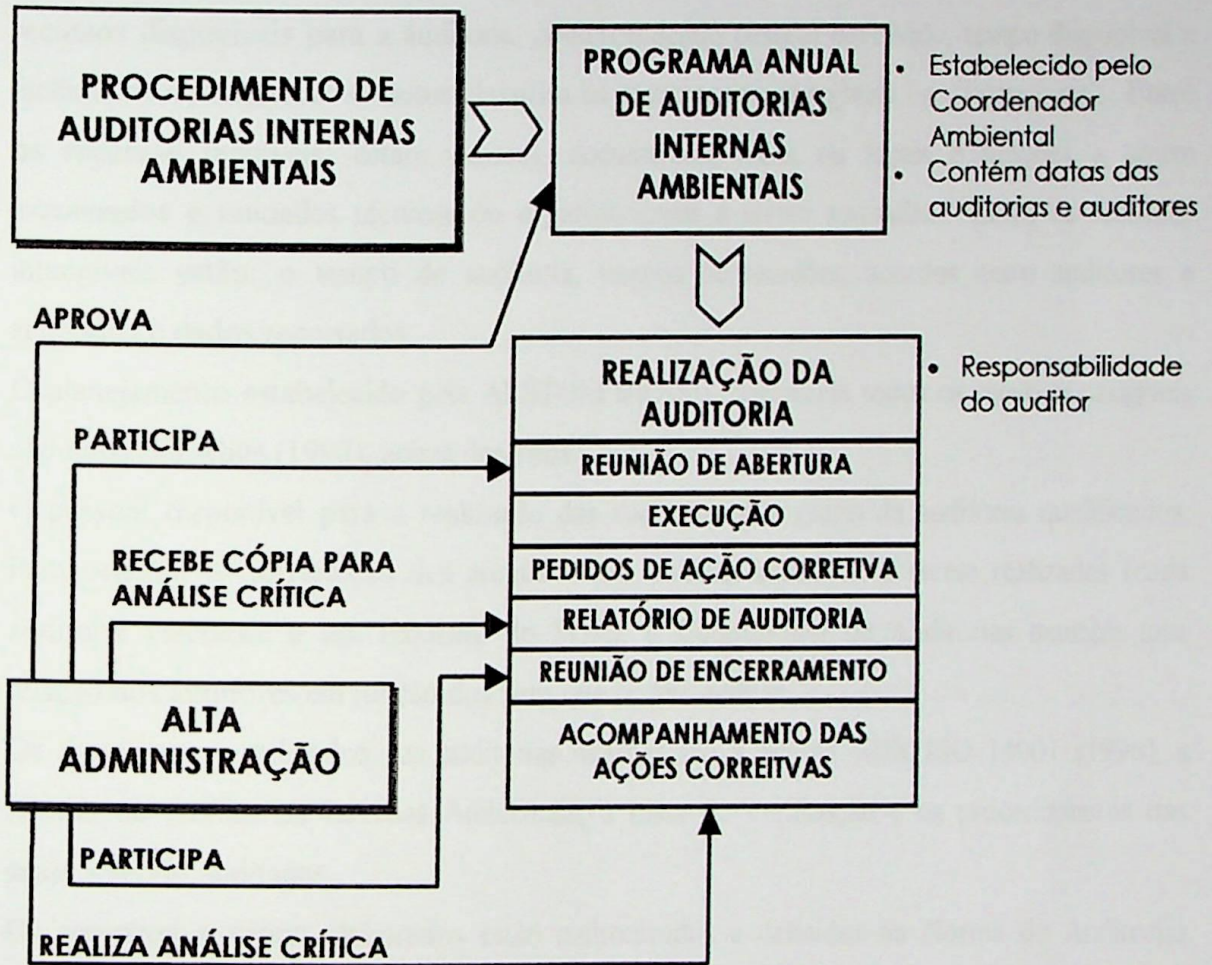 PROCEDIMENTO DE
AUDITORIAS INTERNAS
AMBIENTAIS
PROGRAMA ANUAL
DE AUDITORIAS
INTERNAS
AMBIENTAIS
• Estabelecido pelo
Coordenador
Ambiental
• Contêm datas das
auditorias e auditores
APROVA
REALIZAÇÃO DA
AUDITORIA
• Responsabilidade
do auditor
PARTICIPA
REUNIÃO DE ABERTURA
EXECUÇÃO
RECEBE CÓPIA PARA
ANÁLISE CRÍTICA
PEDIDOS DE AÇÃO CORRETIVA
RELATÓRIO DE AUDITORIA
REUNIÃO DE ENCERRAMENTO
ALTA
ADMINISTRAÇÃO
ACOMPANHAMENTO DAS
AÇÕES CORREITVAS
PARTICIPA
REALIZA ANÁLISE CRÍTICA